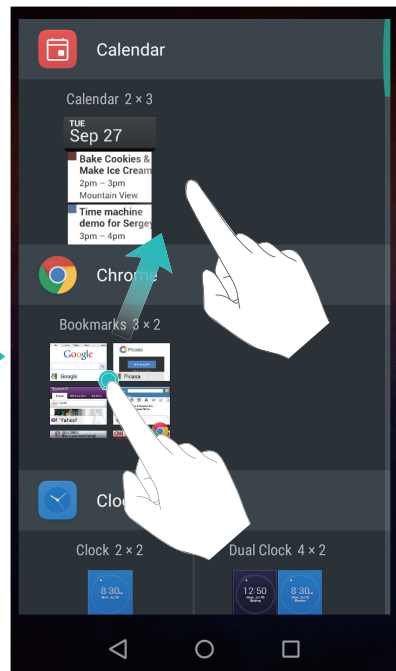 Calendar
Calendar 2 × 3
TUE
Sep 27
Bake Cookies &
Make Ice Cream
2pm – 3pm
Mountain View
Time machine
demo for Sergey
3pm – 4pm
Chrome
Bookmarks 3 × 2
Google
Picasa
Google
Picasa
Yahoo!
Clo
Clock 2 × 2
Dual Clock 4 × 2
8:30
12:50
8:30
Beijing